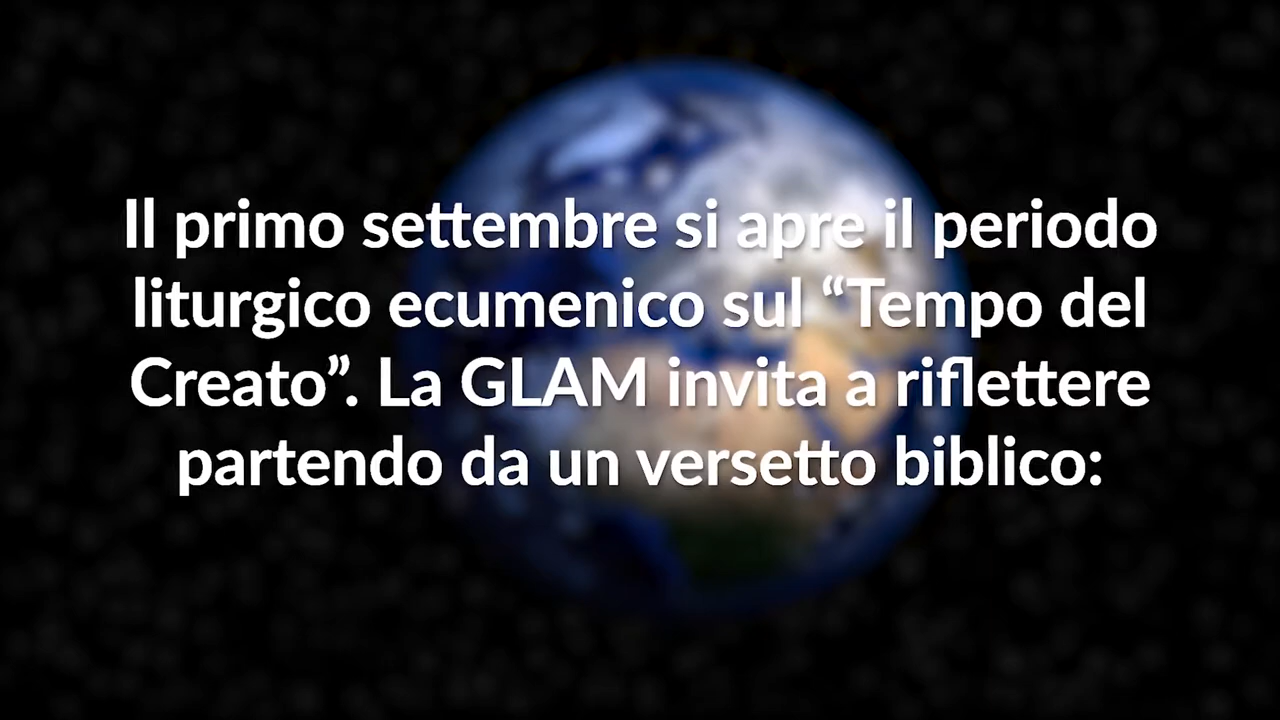 Il primo settembre si apre il periodo
liturgico ecumenico sul “Tempo del
Creato”. La GLAM invita a riflettere
partendo da un versetto biblico: